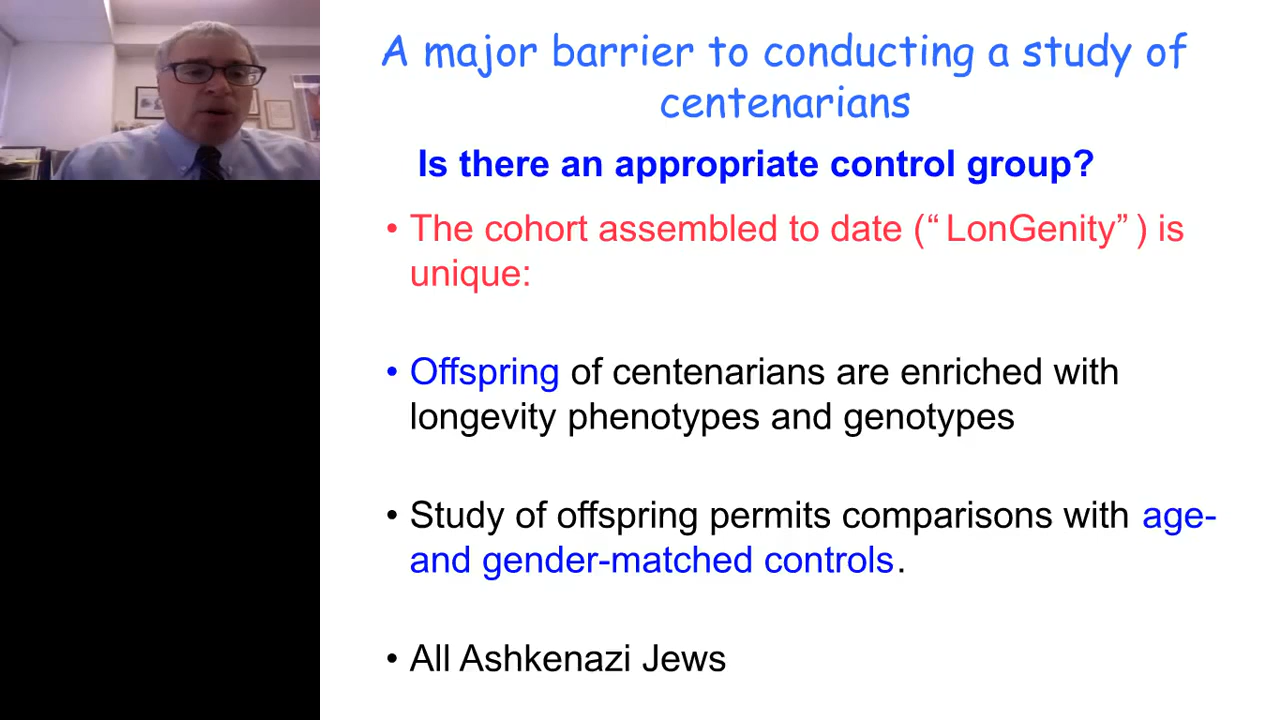 A major barrier to conducting a study of
centenarians
Is there an appropriate control group?
• The cohort assembled to date (“LonGenity”) is
unique:
• Offspring of centenarians are enriched with
longevity phenotypes and genotypes
• Study of offspring permits comparisons with age-
and gender-matched controls.
• All Ashkenazi Jews